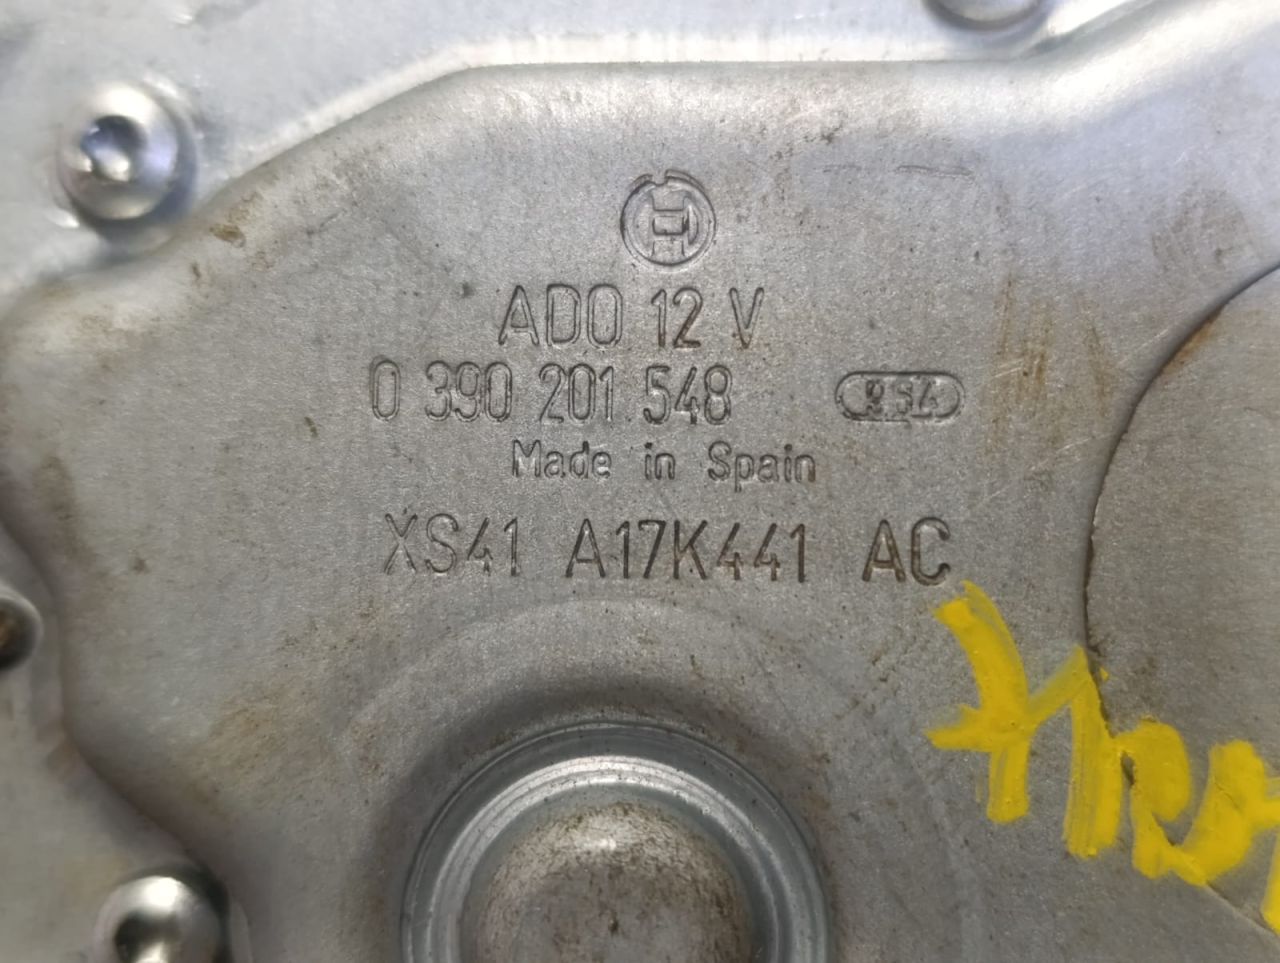 ADO 12 V
0 390 201 548
Made in Spain
XS41 A17K441 AC